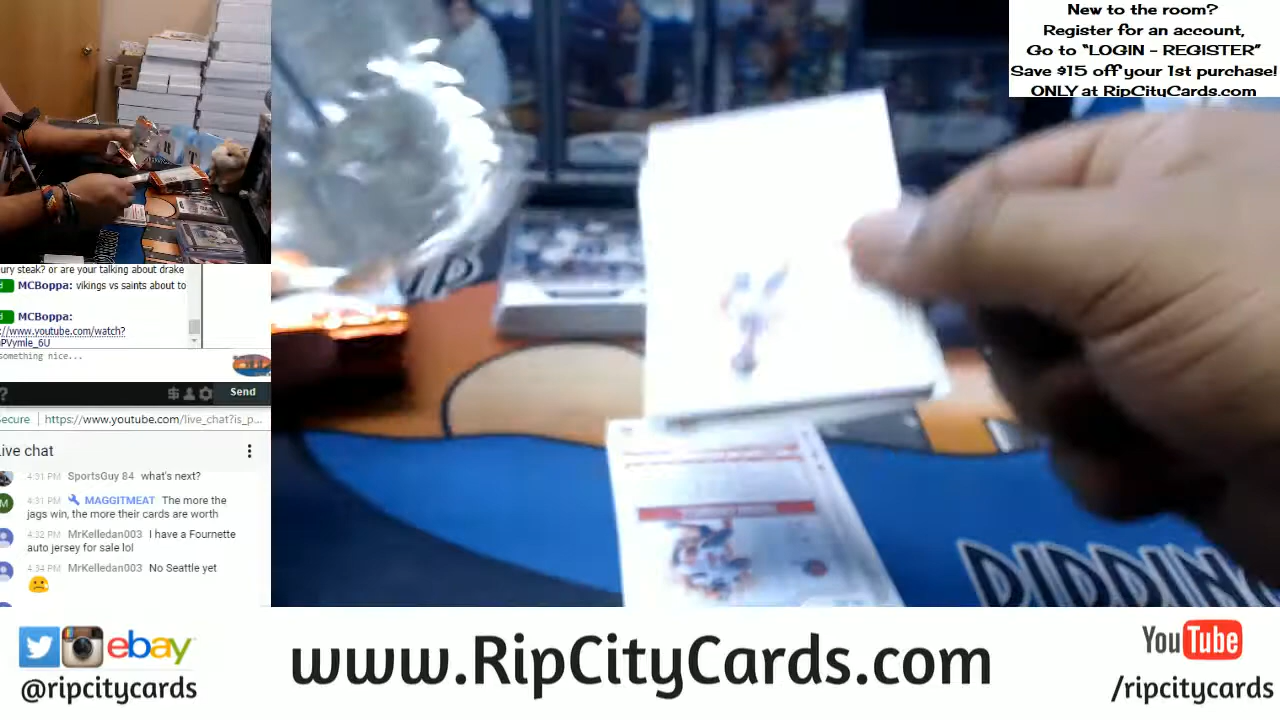 New to the room?
Register for an account,
Go to “LOGIN - REGISTER”
Save $15 off your 1st purchase!
ONLY at RipCityCards.com
ury steak? or are your talking about drake
MCBoppa: vikings vs saints about to
MCBoppa:
://www.youtube.com/watch?
PVymle_6U
something nice...
Send
ecure https://www.youtube.com/live_chat?is_p...
ive chat
4:31 PM SportsGuy 84 what's next?
M 4:31 PM MAGGITMEAT The more the
jags win, the more their cards are worth
4:32 PM MrKelledan003 I have a Fournette
auto jersey for sale lol
4:34 PM MrKelledan003 No Seattle yet
RIPPING
ebay
@ripcitycards
www.RipCityCards.com
YouTube
/ripcitycards